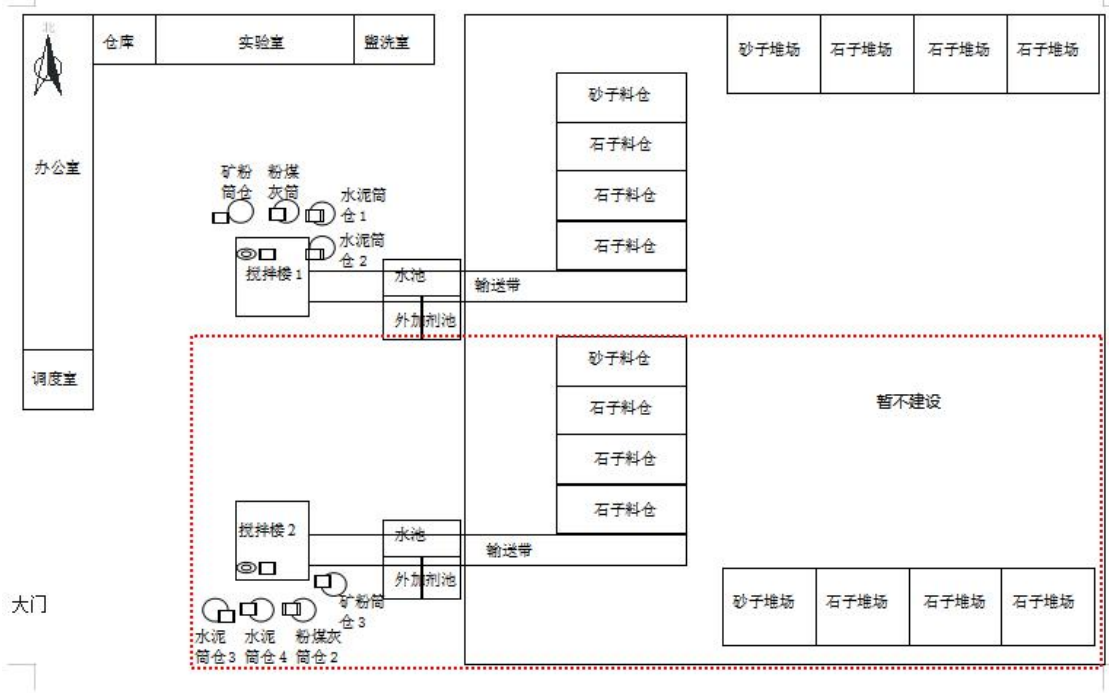 北
仓库
实验室
盥洗室
砂子堆场
石子堆场
石子堆场
石子堆场
办公室
砂子料仓
石子料仓
石子料仓
石子料仓
矿粉
筒仓
粉煤
灰筒
水泥筒
仓1
水泥筒
仓2
搅拌楼1
水池
输送带
外加剂池
调度室
砂子料仓
石子料仓
石子料仓
石子料仓
暂不建设
搅拌楼2
水池
输送带
外加剂池
大门
矿粉筒
仓3
水泥
筒仓3
水泥
筒仓4
粉煤灰
筒仓2
砂子堆场
石子堆场
石子堆场
石子堆场